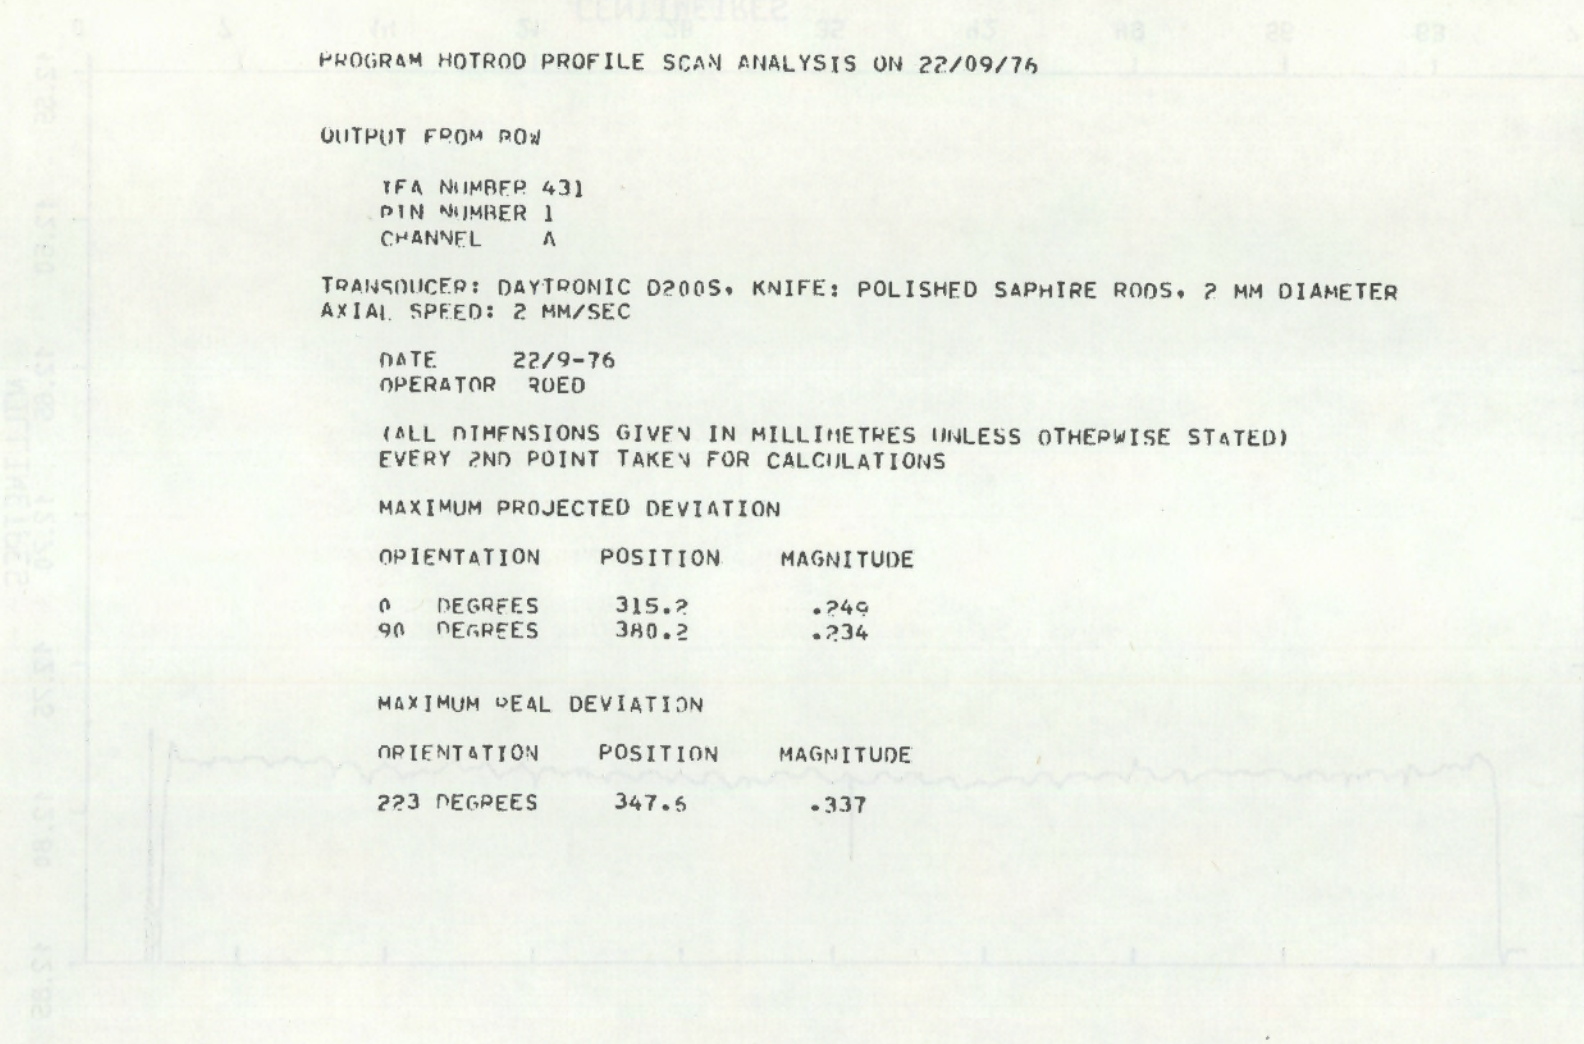 PROGRAM HOTROD PROFILE SCAN ANALYSIS ON 22/09/76
OUTPUT FROM ROW
IFA NUMBER 431
PIN NUMBER 1
CHANNEL A
TRANSDUCER: DAYTRONIC D200S, KNIFE: POLISHED SAPHIRE RODS, 2 MM DIAMETER
AXIAL SPEED: 2 MM/SEC
DATE 22/9-76
OPERATOR ROED
(ALL DIMENSIONS GIVEN IN MILLIMETRES UNLESS OTHERWISE STATED)
EVERY 2ND POINT TAKEN FOR CALCULATIONS
MAXIMUM PROJECTED DEVIATION
ORIENTATION POSITION MAGNITUDE
0 DEGREES 315.2 .249
90 DEGREES 380.2 .234
MAXIMUM REAL DEVIATION
ORIENTATION POSITION MAGNITUDE
223 DEGREES 347.6 .337